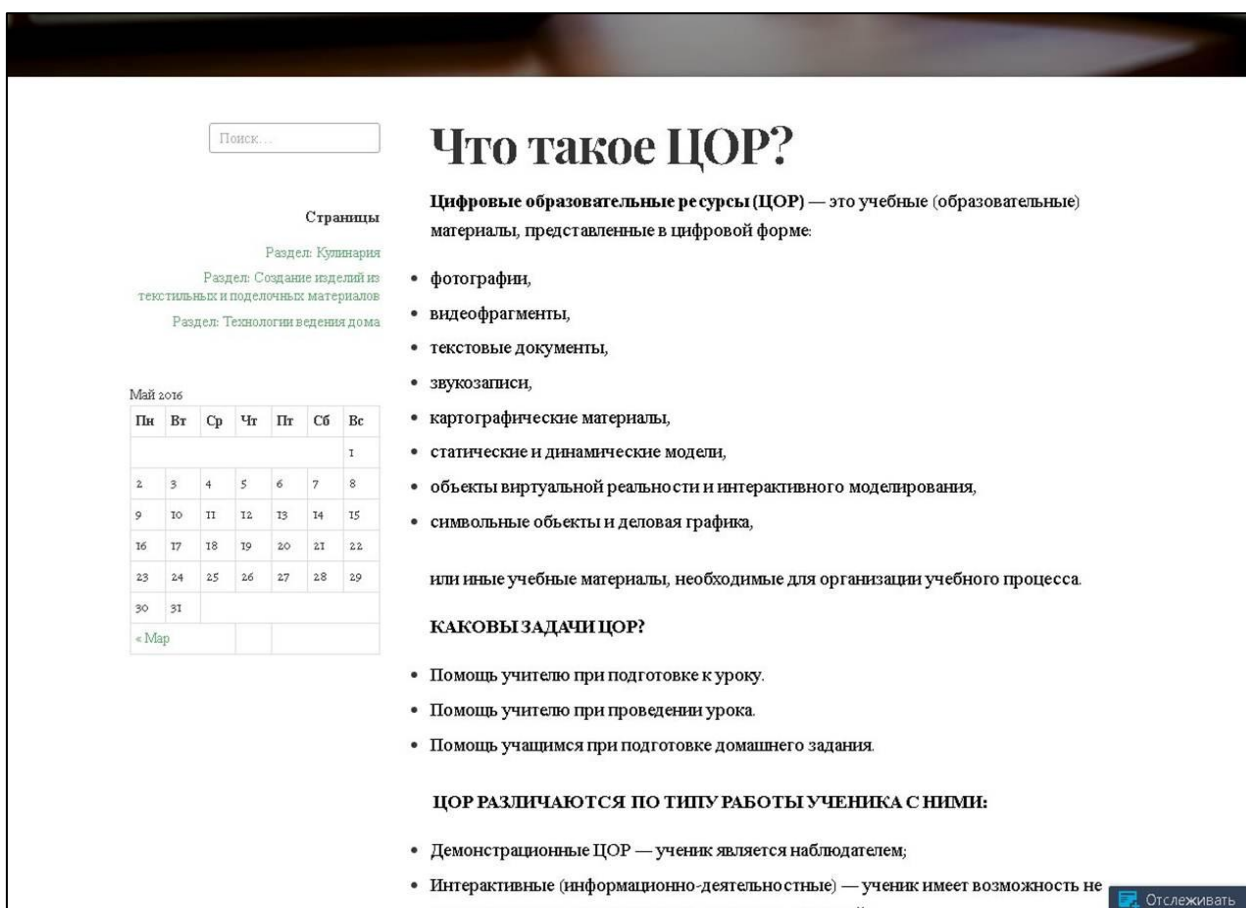 Поиск...
Страницы
Раздел: Кулинария
Раздел: Создание изделий из
текстильных и поделочных материалов
Раздел: Технологии ведения дома
Май 2016
Пн Вт Ср Чт Пт Сб Вс
1
2 3 4 5 6 7 8
9 10 11 12 13 14 15
16 17 18 19 20 21 22
23 24 25 26 27 28 29
30 31
« Мар
Что такое ЦОР?
Цифровые образовательные ресурсы (ЦОР) — это учебные (образовательные)
материалы, представленные в цифровой форме:
• фотографии,
• видеофрагменты,
• текстовые документы,
• звукозаписи,
• картографические материалы,
• статические и динамические модели,
• объекты виртуальной реальности и интерактивного моделирования,
• символьные объекты и деловая графика,
или иные учебные материалы, необходимые для организации учебного процесса.
КАКОВЫ ЗАДАЧИ ЦОР?
• Помощь учителю при подготовке к уроку.
• Помощь учителю при проведении урока.
• Помощь учащимся при подготовке домашнего задания.
ЦОР РАЗЛИЧАЮТСЯ ПО ТИПУ РАБОТЫ УЧЕНИКА С НИМИ:
• Демонстрационные ЦОР — ученик является наблюдателем;
• Интерактивные (информационно-деятельностные) — ученик имеет возможность не
Отслеживать